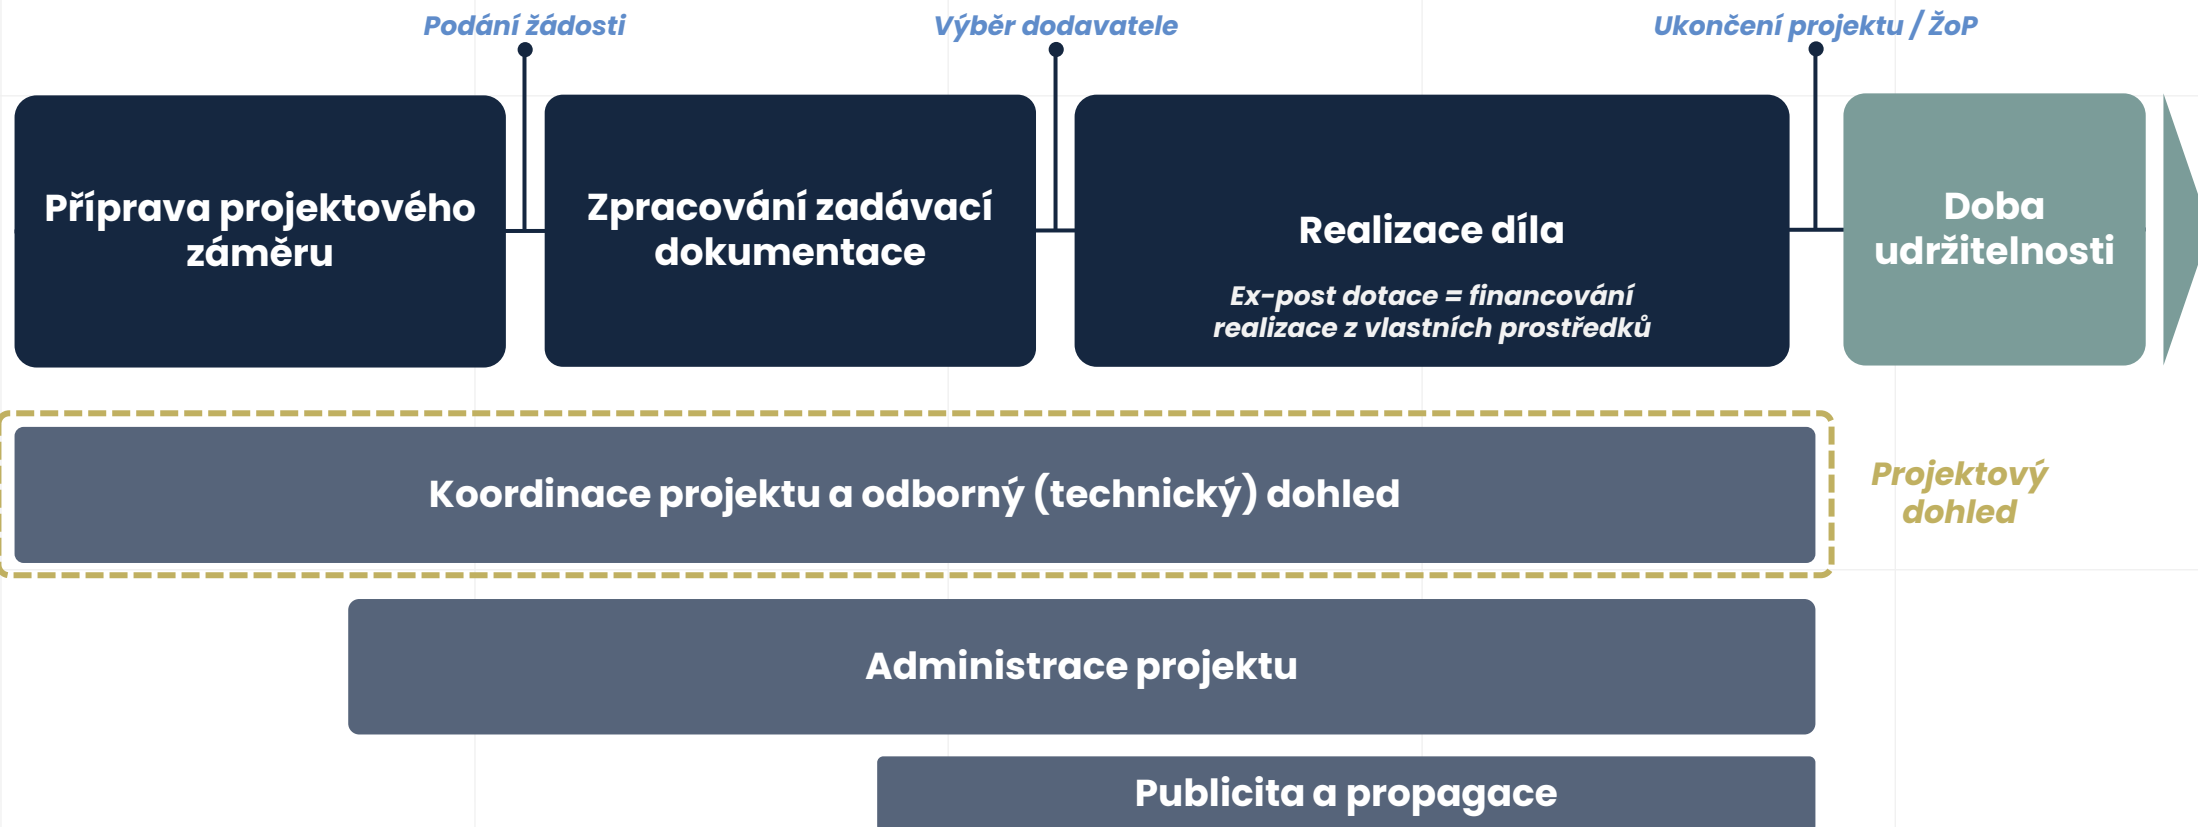 Podání žádosti
Výběr dodavatele
Ukončení projektu / ŽoP
Příprava projektového
záměru
Zpracování zadávací
dokumentace
Realizace díla
Ex-post dotace = financování
realizace z vlastních prostředků
Doba
udržitelnosti
Koordinace projektu a odborný (technický) dohled
Projektový
dohled
Administrace projektu
Publicita a propagace